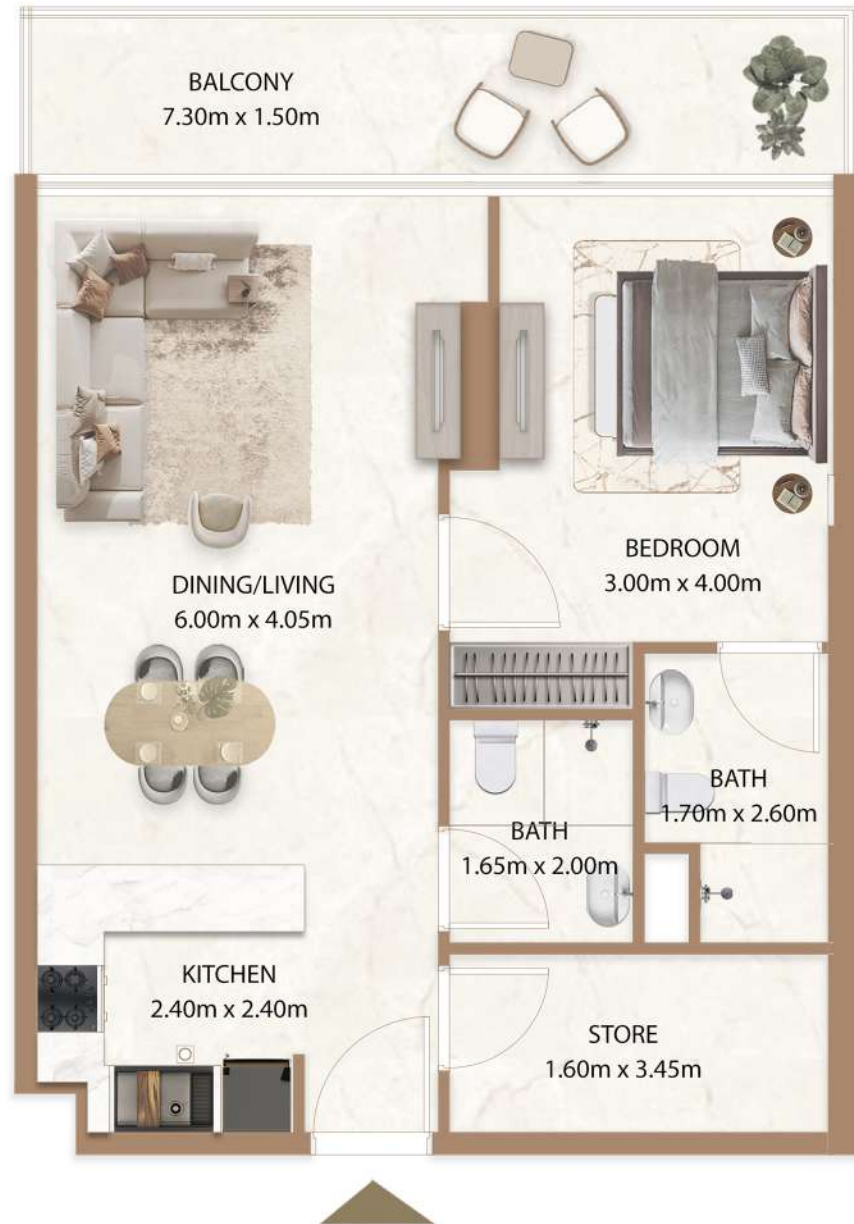 BALCONY
7.30m x 1.50m
DINING/LIVING
6.00m x 4.05m
BEDROOM
3.00m x 4.00m
BATH
1.70m x 2.60m
BATH
1.65m x 2.00m
KITCHEN
2.40m x 2.40m
STORE
1.60m x 3.45m